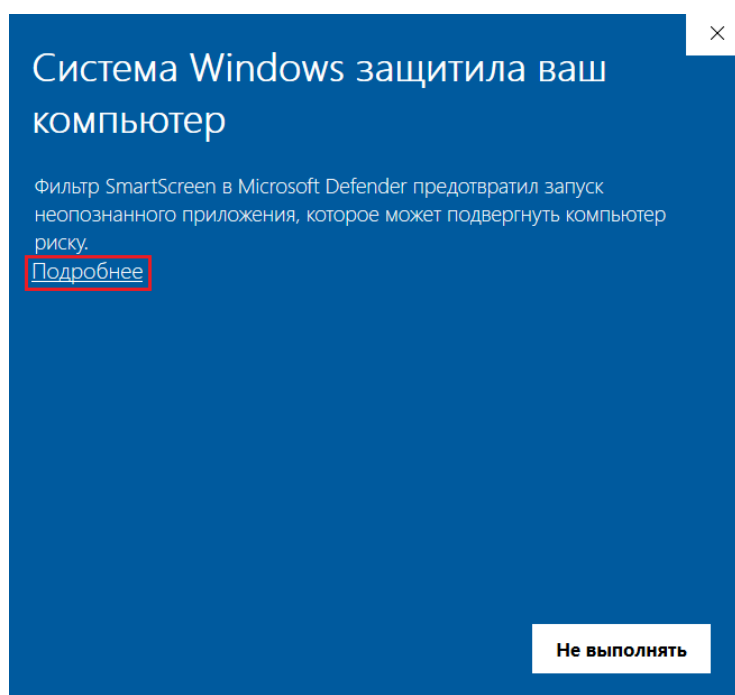 Система Windows защитила ваш
компьютер
Фильтр SmartScreen в Microsoft Defender предотвратил запуск
неопознанного приложения, которое может подвергнуть компьютер
риску.
Подробнее
Не выполнять